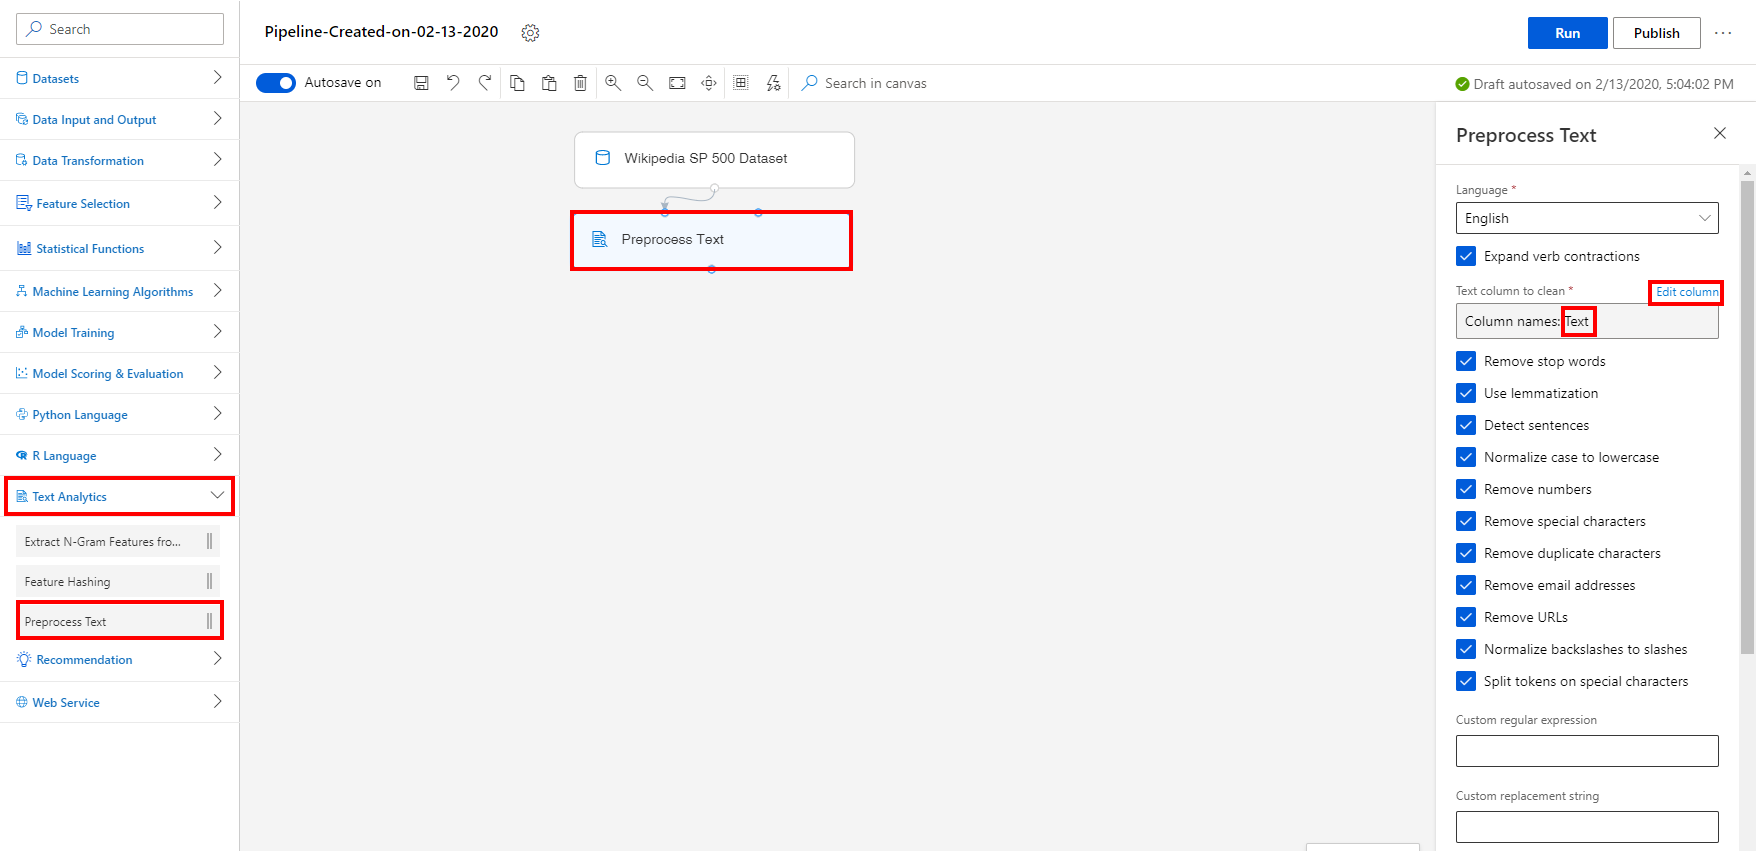 Search
Datasets
Data Input and Output
Data Transformation
Feature Selection
Statistical Functions
Machine Learning Algorithms
Model Training
Model Scoring & Evaluation
Python Language
R Language
Text Analytics
Extract N-Gram Features fro...
Feature Hashing
Preprocess Text
Recommendation
Web Service
Pipeline-Created-on-02-13-2020
Run
Publish
Autosave on
Search in canvas
Draft autosaved on 2/13/2020, 5:04:02 PM
Wikipedia SP 500 Dataset
Preprocess Text
Preprocess Text
Language *
English
Expand verb contractions
Text column to clean *
Edit column
Column names: Text
Remove stop words
Use lemmatization
Detect sentences
Normalize case to lowercase
Remove numbers
Remove special characters
Remove duplicate characters
Remove email addresses
Remove URLs
Normalize backslashes to slashes
Split tokens on special characters
Custom regular expression
Custom replacement string